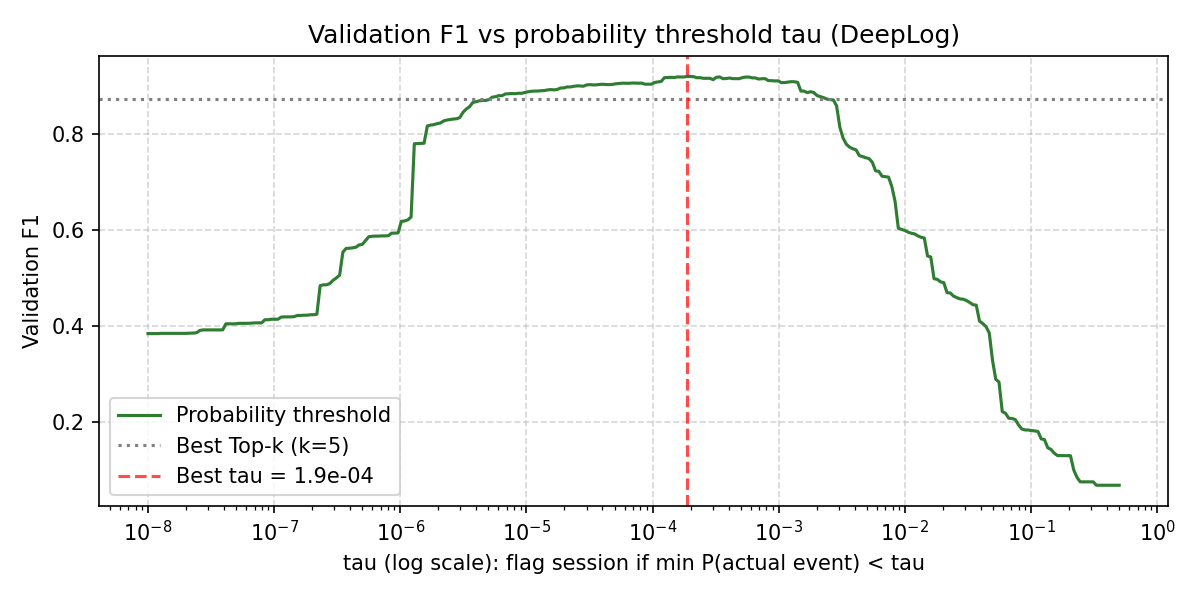 Validation F1 vs probability threshold tau (DeepLog)
Validation F1
0.8
0.6
0.4
0.2
Probability threshold
Best Top-k (k=5)
Best tau = 1.9e-04
10⁻⁸ 10⁻⁷ 10⁻⁶ 10⁻⁵ 10⁻⁴ 10⁻³ 10⁻² 10⁻¹ 10⁰
tau (log scale): flag session if min P(actual event) < tau